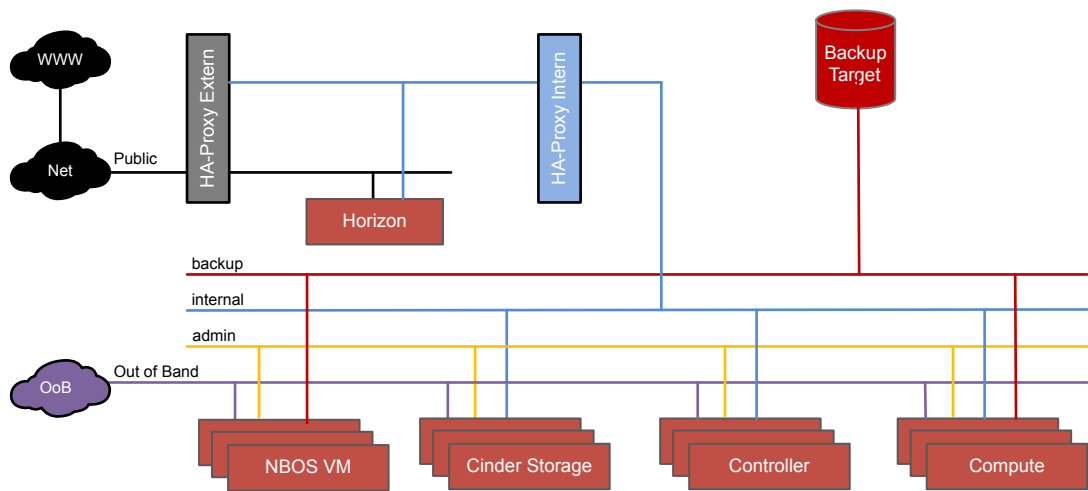 WWW
HA-Proxy Extern
HA-Proxy Intern
Backup
Target
Net
Public
Horizon
backup
internal
admin
OoB
Out of Band
NBOS VM
Cinder Storage
Controller
Compute